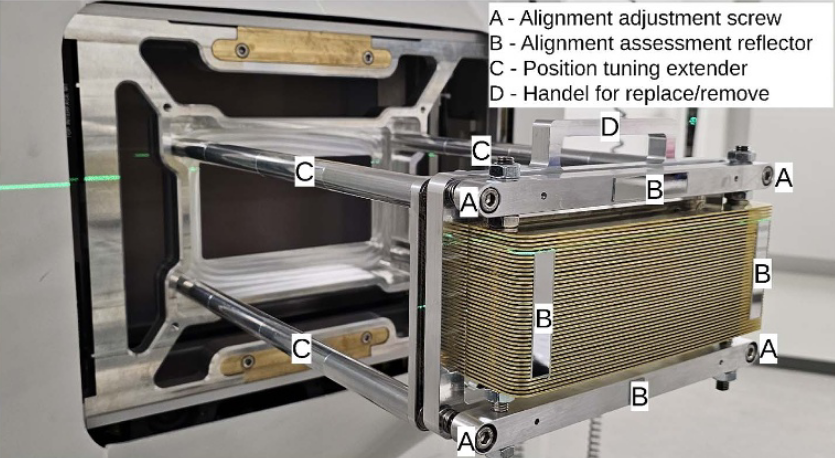 A - Alignment adjustment screw
B - Alignment assessment reflector
C - Position tuning extender
D - Handel for replace/remove
D
C
C
B
A
A
B
B
C
A
B
A